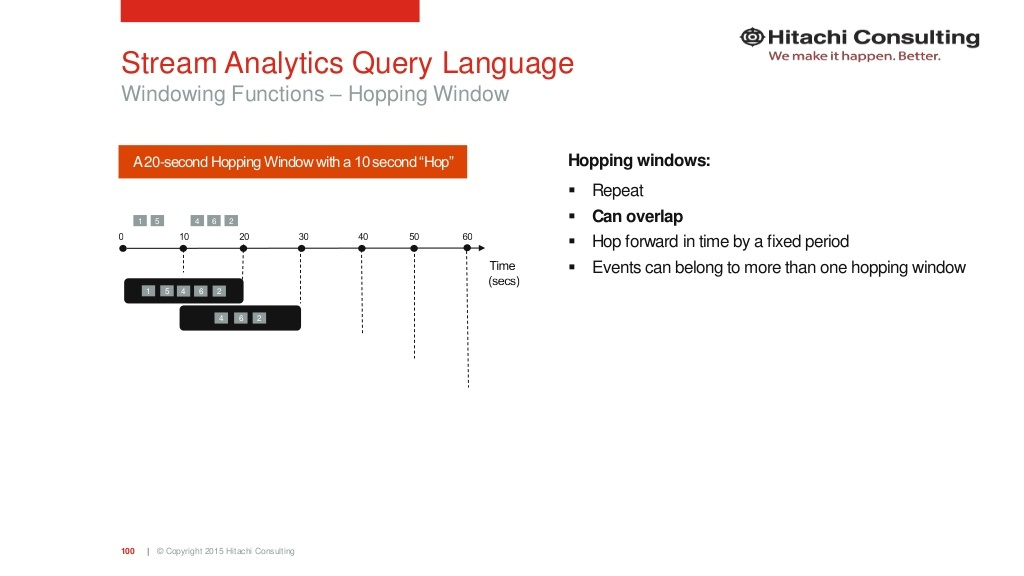 Hitachi Consulting
We make it happen. Better.
Stream Analytics Query Language
Windowing Functions – Hopping Window
A 20-second Hopping Window with a 10 second “Hop”
1 5 4 6 2
0 10 20 30 40 50 60
Time
(secs)
1 5 4 6 2
4 6 2
Hopping windows:
▪ Repeat
▪ Can overlap
▪ Hop forward in time by a fixed period
▪ Events can belong to more than one hopping window
100 | © Copyright 2015 Hitachi Consulting